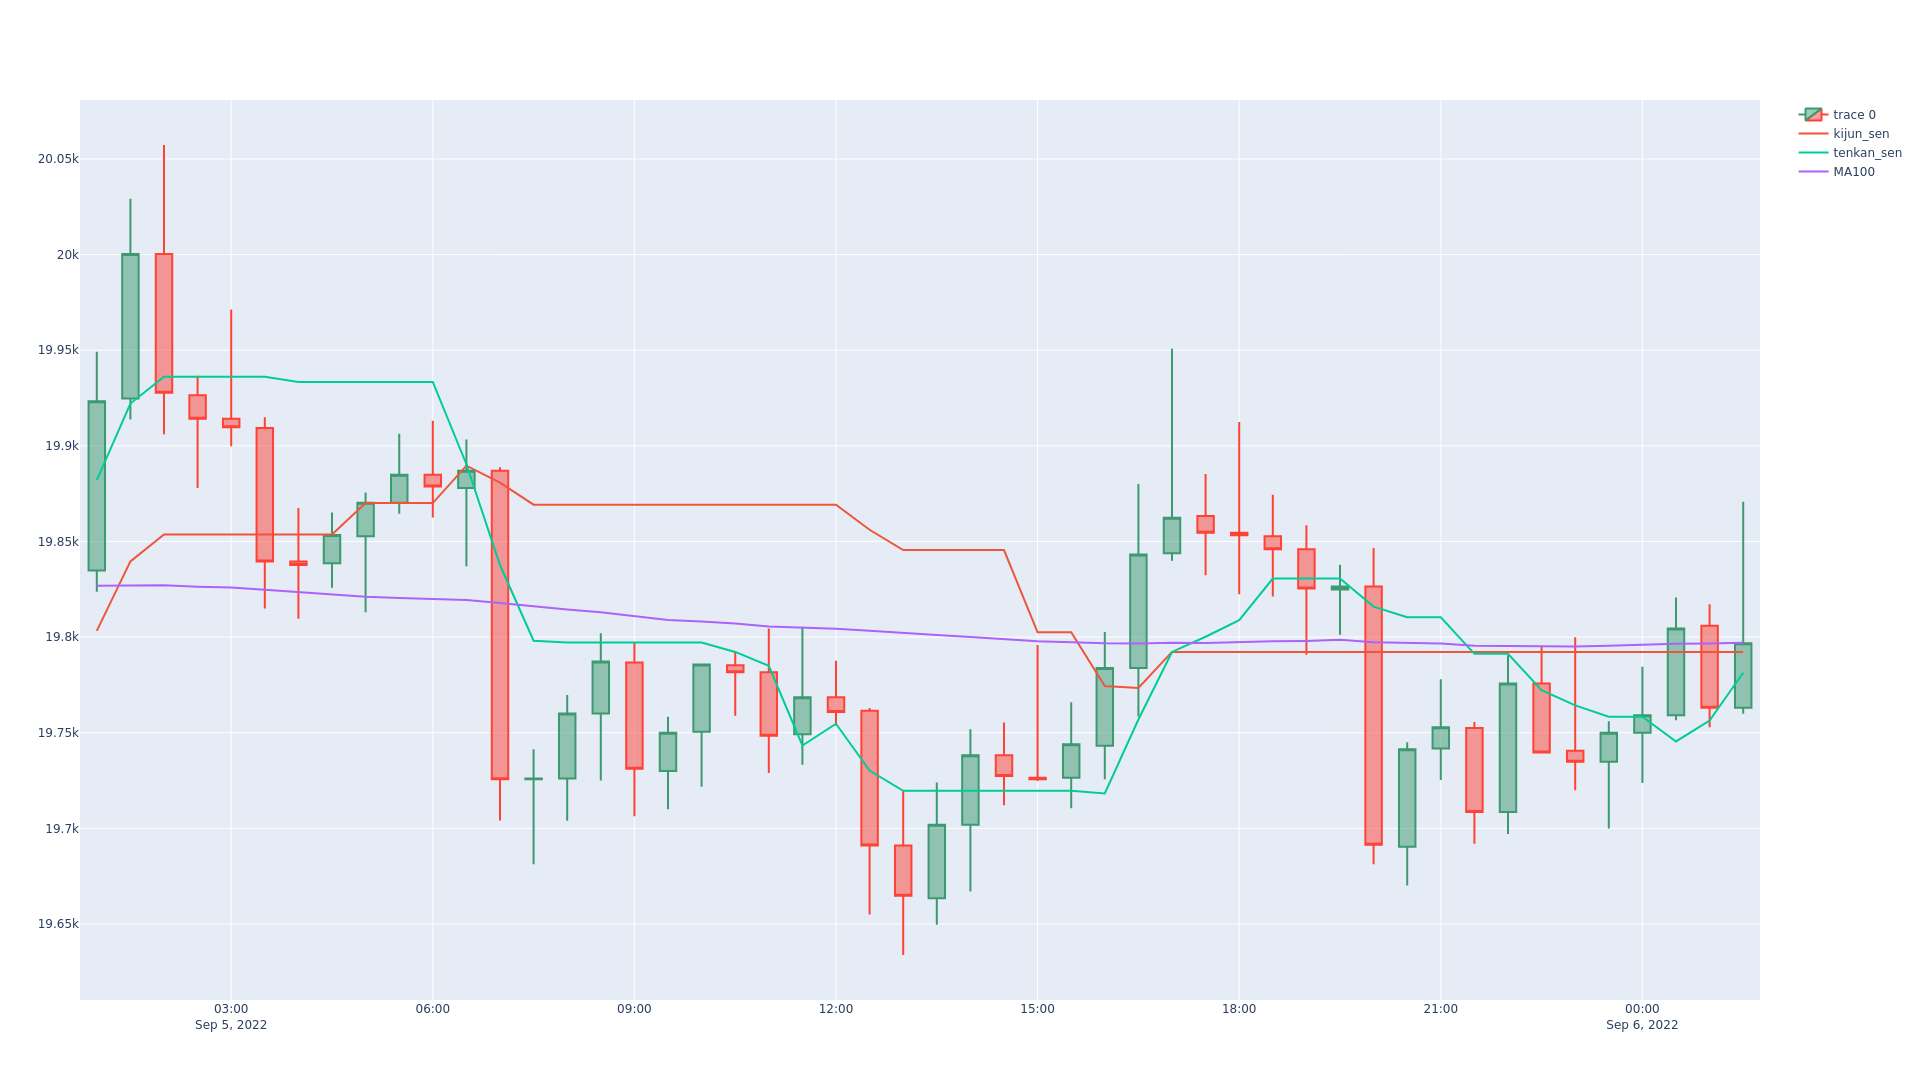 trace 0
kijun_sen
tenkan_sen
MA100
20.05k
20k
19.95k
19.9k
19.85k
19.8k
19.75k
19.7k
19.65k
03:00 06:00 09:00 12:00 15:00 18:00 21:00 00:00
Sep 5, 2022 Sep 6, 2022